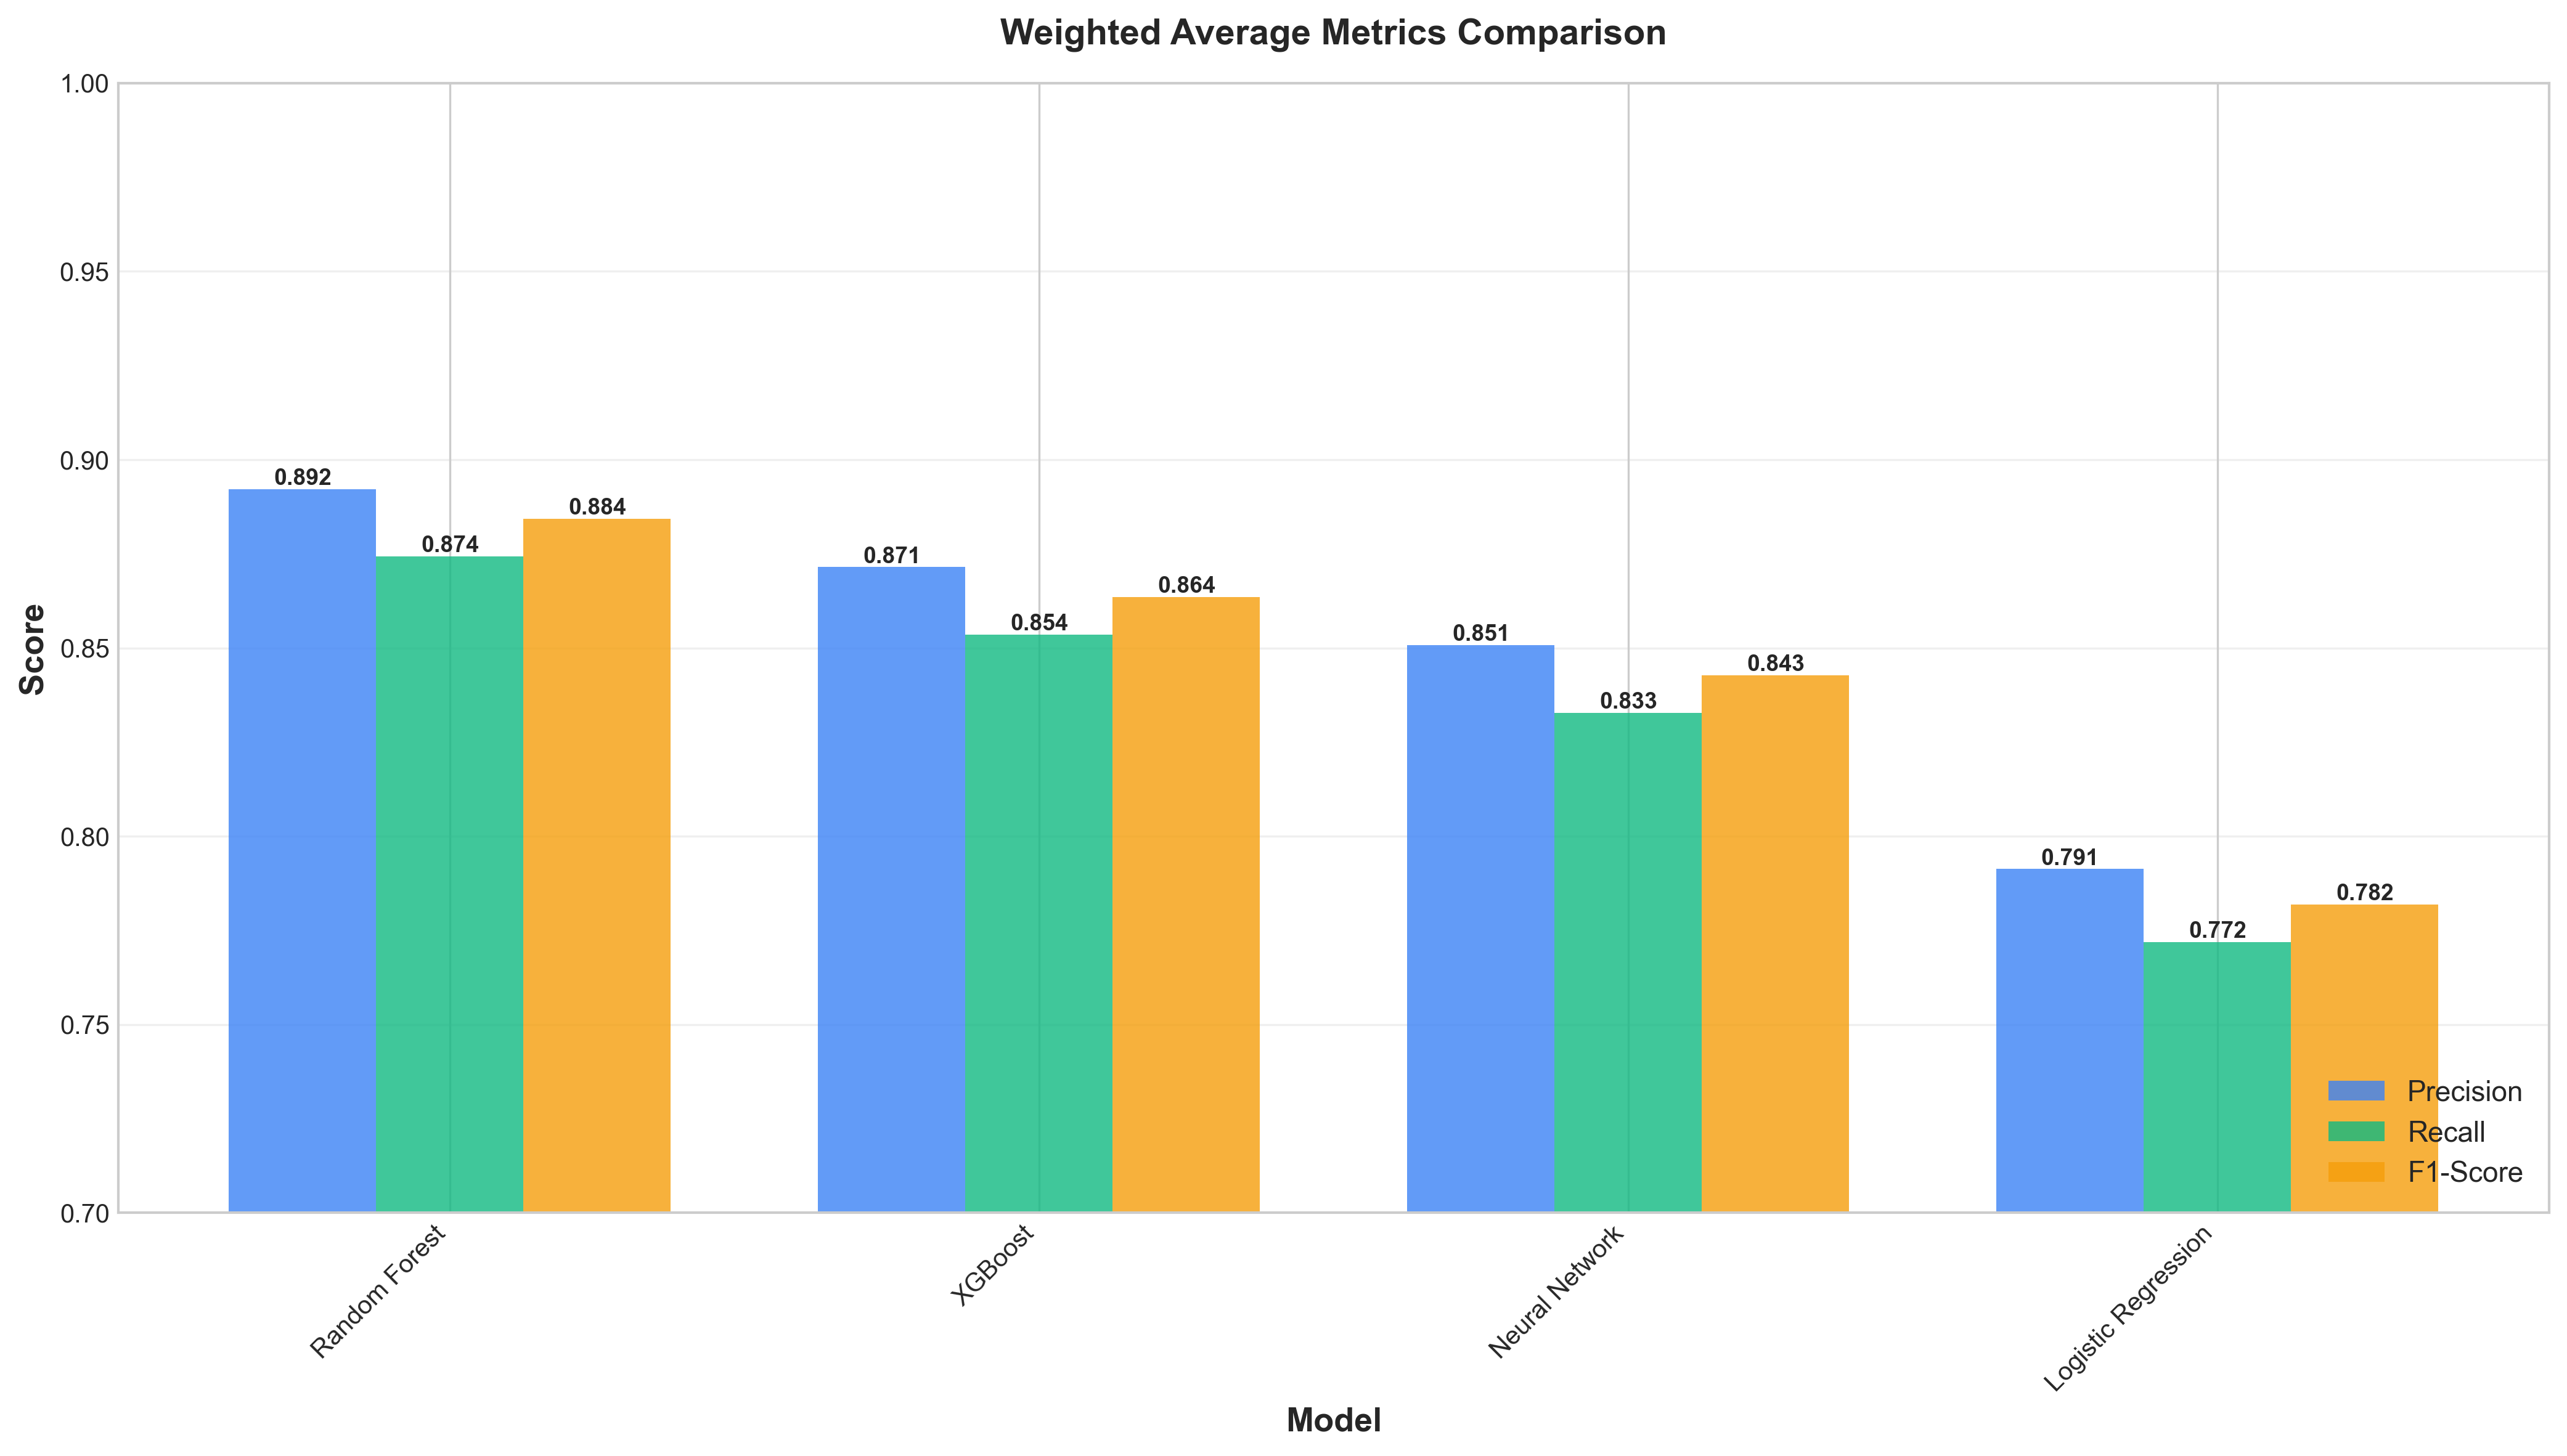 Weighted Average Metrics Comparison
1.00
0.95
0.90
0.85
0.80
0.75
0.70
Score
0.892
0.874
0.884
0.871
0.854
0.864
0.851
0.833
0.843
0.791
0.772
0.782
Precision
Recall
F1-Score
Random Forest
XGBoost
Neural Network
Logistic Regression
Model